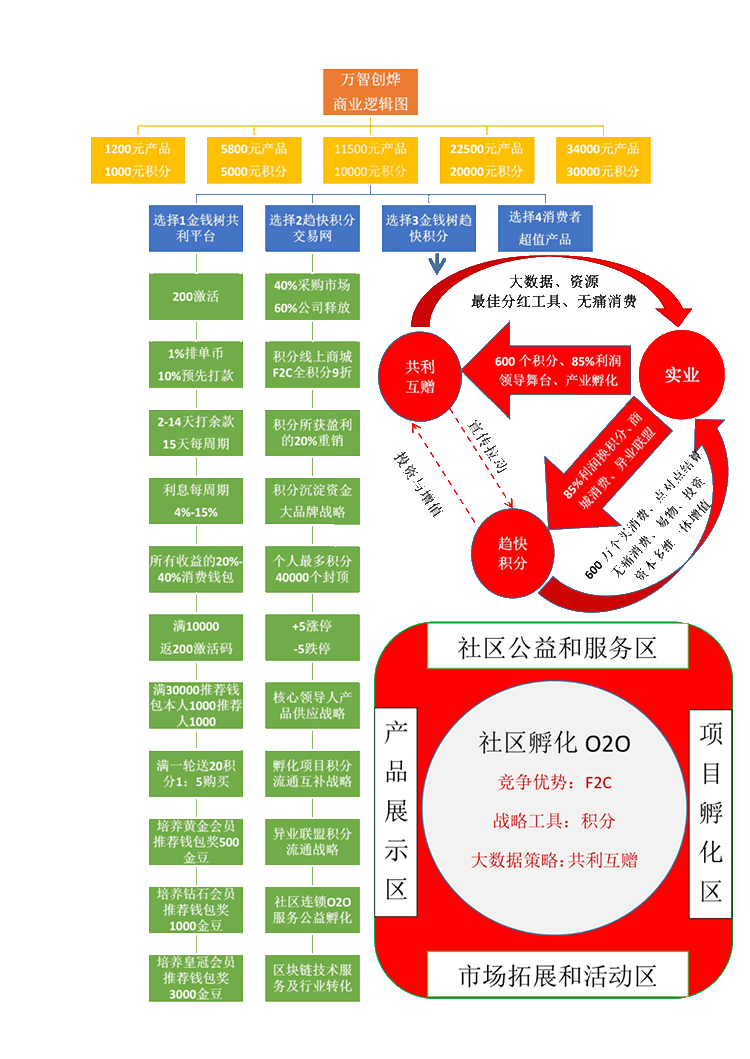 万智创烨
商业逻辑图
1200元产品
1000元积分
5800元产品
5000元积分
11500元产品
10000元积分
22500元产品
20000元积分
34000元产品
30000元积分
选择1金钱树共
利平台
选择2趋快积分
交易网
选择3金钱树趋
快积分
选择4消费者
超值产品
200激活
1%排单币
10%预先打款
2-14天打余款
15天每周期
利息每周期
4%-15%
所有收益的20%-
40%消费钱包
满10000
返200激活码
满30000推荐钱
包本人1000推荐
人1000
满一轮送20积
分1：5购买
培养黄金会员
推荐钱包奖500
金豆
培养钻石会员
推荐钱包奖
1000金豆
培养皇冠会员
推荐钱包奖
3000金豆
40%采购市场
60%公司释放
积分线上商城
F2C全积分9折
积分所获盈利
的20%重销
积分沉淀资金
大品牌战略
个人最多积分
40000个封顶
+5涨停
-5跌停
核心领导人产
品供应战略
孵化项目积分
流通互补战略
异业联盟积分
流通战略
社区连锁O2O
服务公益孵化
区块链技术服
务及行业转化
大数据、资源
最佳分红工具、无痛消费
共利
互赠
600 个积分、85%利润
领导舞台、产业孵化
实业
宣传拉动
投资与增值
85%利润换积分、商
城消费、异业联盟
趋快
积分
600 万个头消费、点对点结算
无痛消费、易物、投资
资本多维一体增值
社区公益和服务区
产品展示区
社区孵化 O2O
竞争优势：F2C
战略工具：积分
大数据策略:共利互赠
项目孵化区
市场拓展和活动区